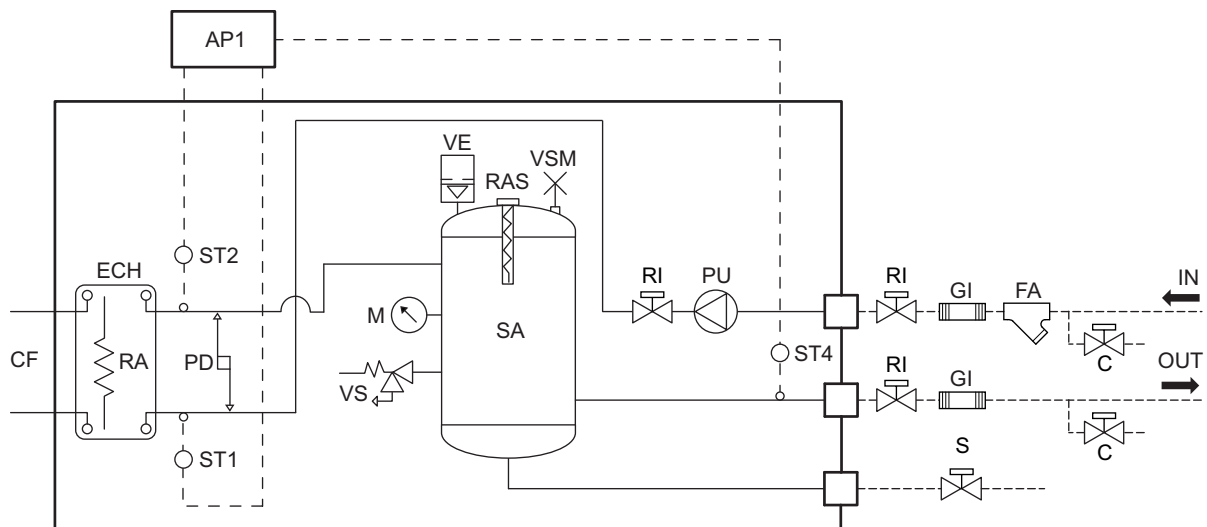 AP1
VE
VSM
RAS
ST2
ECH
RI
PU
RI
GI
FA
IN
M
SA
CF
RA
PD
ST4
C
OUT
VS
RI
GI
ST1
S
C